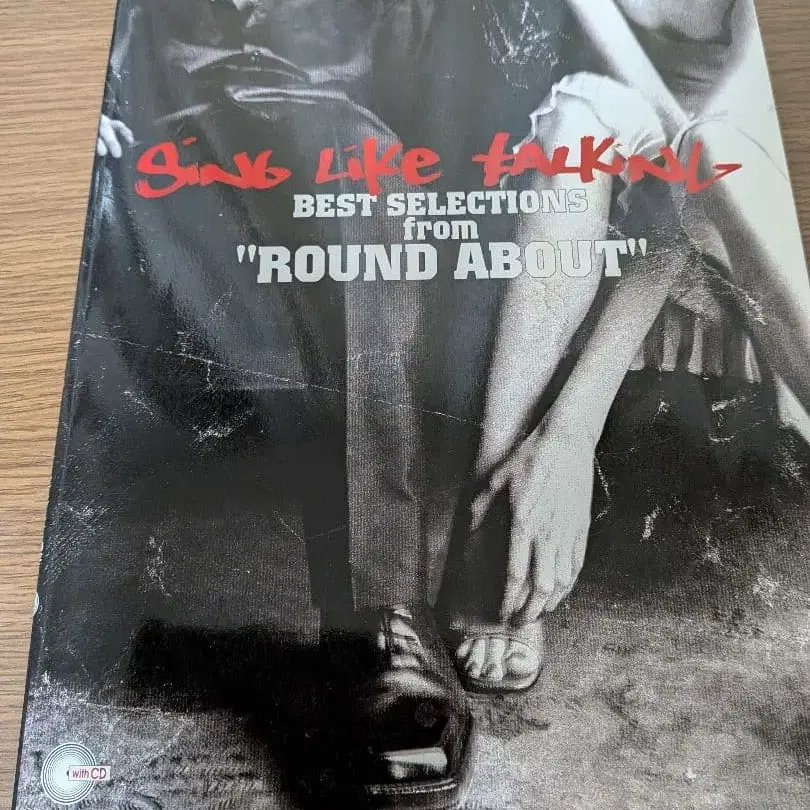 Sing Like talking
BEST SELECTIONS
from
"ROUND ABOUT"
with CD